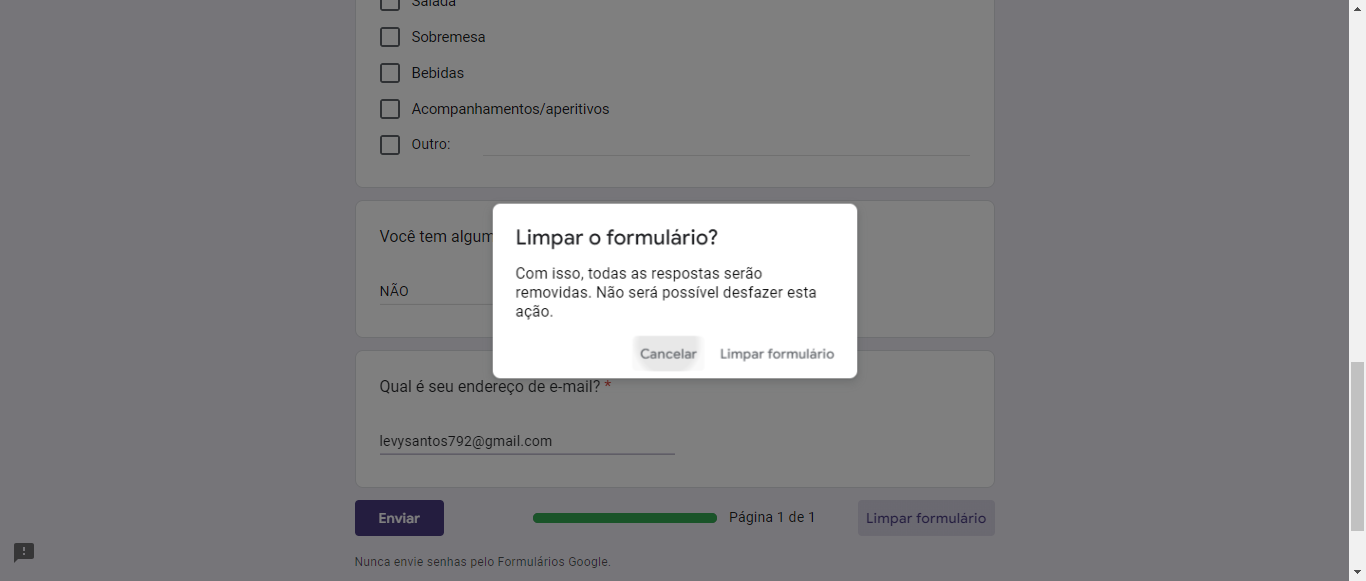 Salada
Sobremesa
Bebidas
Acompanhamentos/aperitivos
Outro:
Você tem algum
NÃO
Limpar o formulário?
Com isso, todas as respostas serão
removidas. Não será possível desfazer esta
ação.
Cancelar Limpar formulário
Qual é seu endereço de e-mail? *
levysantos792@gmail.com
Enviar Página 1 de 1 Limpar formulário
Nunca envie senhas pelo Formulários Google.